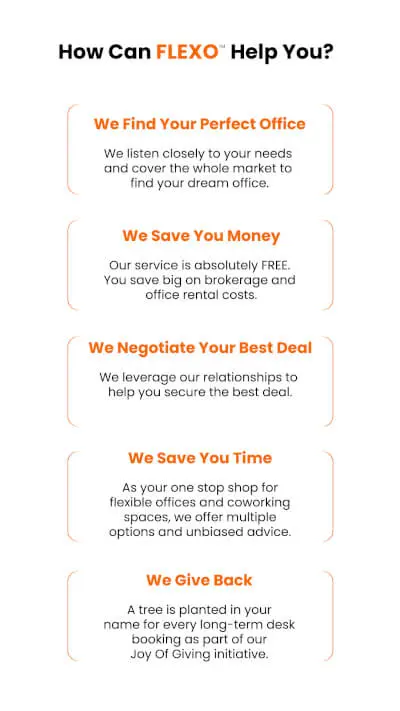 How Can FLEXO™ Help You?
We Find Your Perfect Office
We listen closely to your needs
and cover the whole market to
find your dream office.
We Save You Money
Our service is absolutely FREE.
You save big on brokerage and
office rental costs.
We Negotiate Your Best Deal
We leverage our relationships to
help you secure the best deal.
We Save You Time
As your one stop shop for
flexible offices and coworking
spaces, we offer multiple
options and unbiased advice.
We Give Back
A tree is planted in your
name for every long-term desk
booking as part of our
Joy Of Giving initiative.